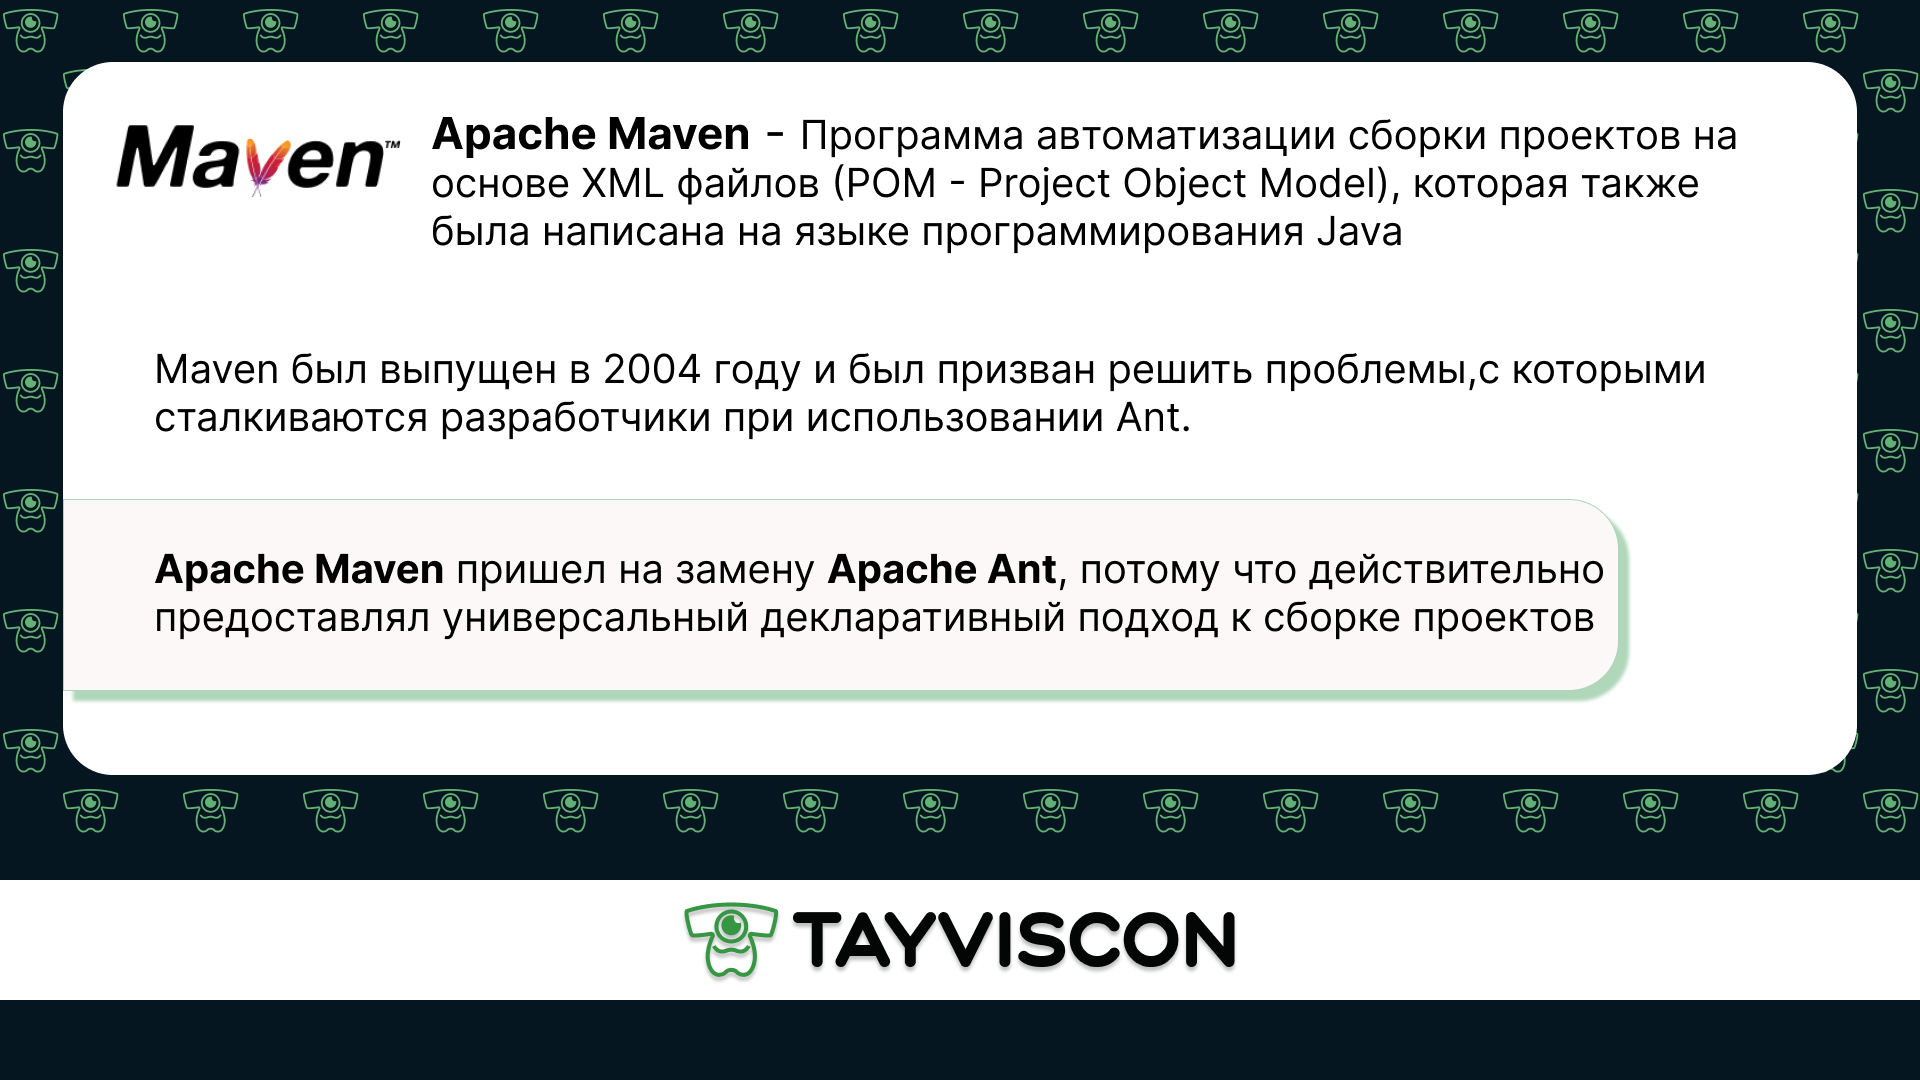 Maven™
Apache Maven - Программа автоматизации сборки проектов на
основе XML файлов (POM - Project Object Model), которая также
была написана на языке программирования Java
Maven был выпущен в 2004 году и был призван решить проблемы,с которыми
сталкиваются разработчики при использовании Ant.
Apache Maven пришел на замену Apache Ant, потому что действительно
предоставлял универсальный декларативный подход к сборке проектов
TAYVISCON